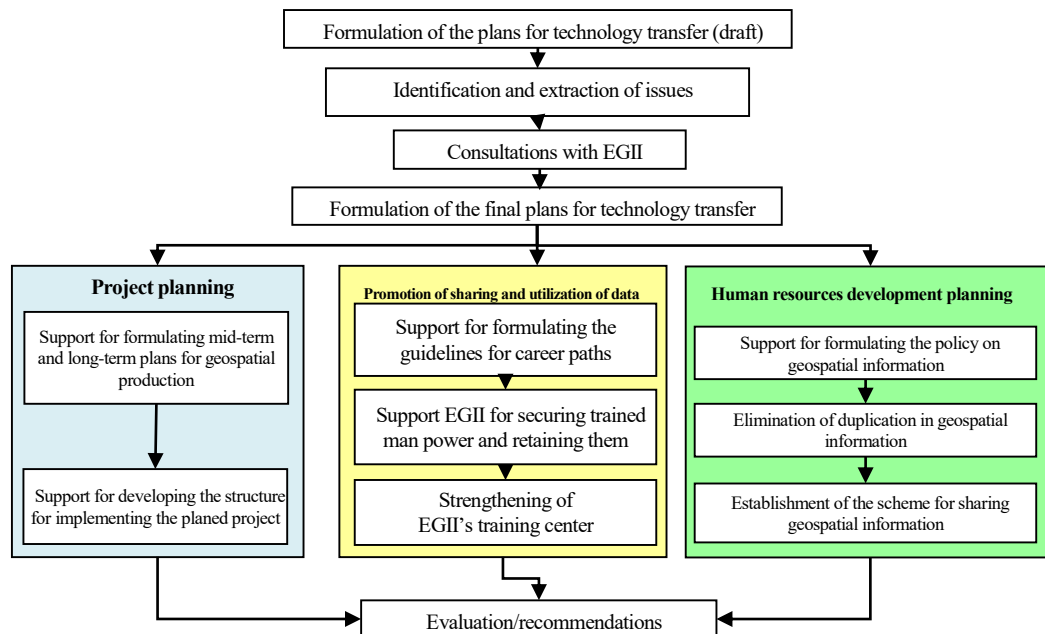 Formulation of the plans for technology transfer (draft)
Identification and extraction of issues
Consultations with EGII
Formulation of the final plans for technology transfer
Project planning
Support for formulating mid-term
and long-term plans for geospatial
production
Support for developing the structure
for implementing the planed project
Promotion of sharing and utilization of data
Support for formulating the
guidelines for career paths
Support EGII for securing trained
man power and retaining them
Strengthening of
EGII's training center
Human resources development planning
Support for formulating the policy on
geospatial information
Elimination of duplication in geospatial
information
Establishment of the scheme for sharing
geospatial information
Evaluation/recommendations